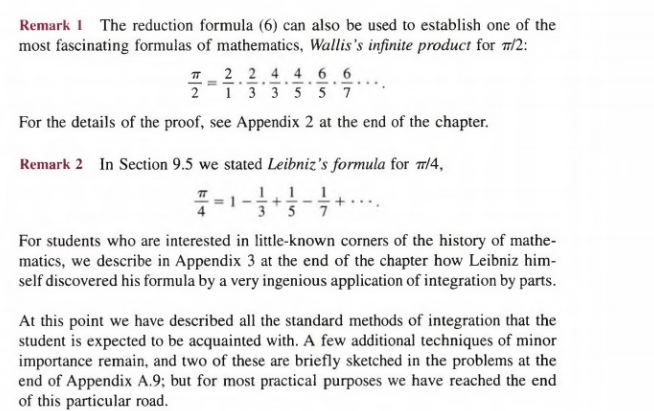 Remark 1 The reduction formula (6) can also be used to establish one of the
most fascinating formulas of mathematics, Wallis's infinite product for π/2:
π/2 = 2/1 · 2/3 · 4/3 · 4/5 · 6/5 · 6/7 · · · ·.
For the details of the proof, see Appendix 2 at the end of the chapter.
Remark 2 In Section 9.5 we stated Leibniz's formula for π/4,
π/4 = 1 − 1/3 + 1/5 − 1/7 + · · ·.
For students who are interested in little-known corners of the history of mathe-
matics, we describe in Appendix 3 at the end of the chapter how Leibniz him-
self discovered his formula by a very ingenious application of integration by parts.
At this point we have described all the standard methods of integration that the
student is expected to be acquainted with. A few additional techniques of minor
importance remain, and two of these are briefly sketched in the problems at the
end of Appendix A.9; but for most practical purposes we have reached the end
of this particular road.